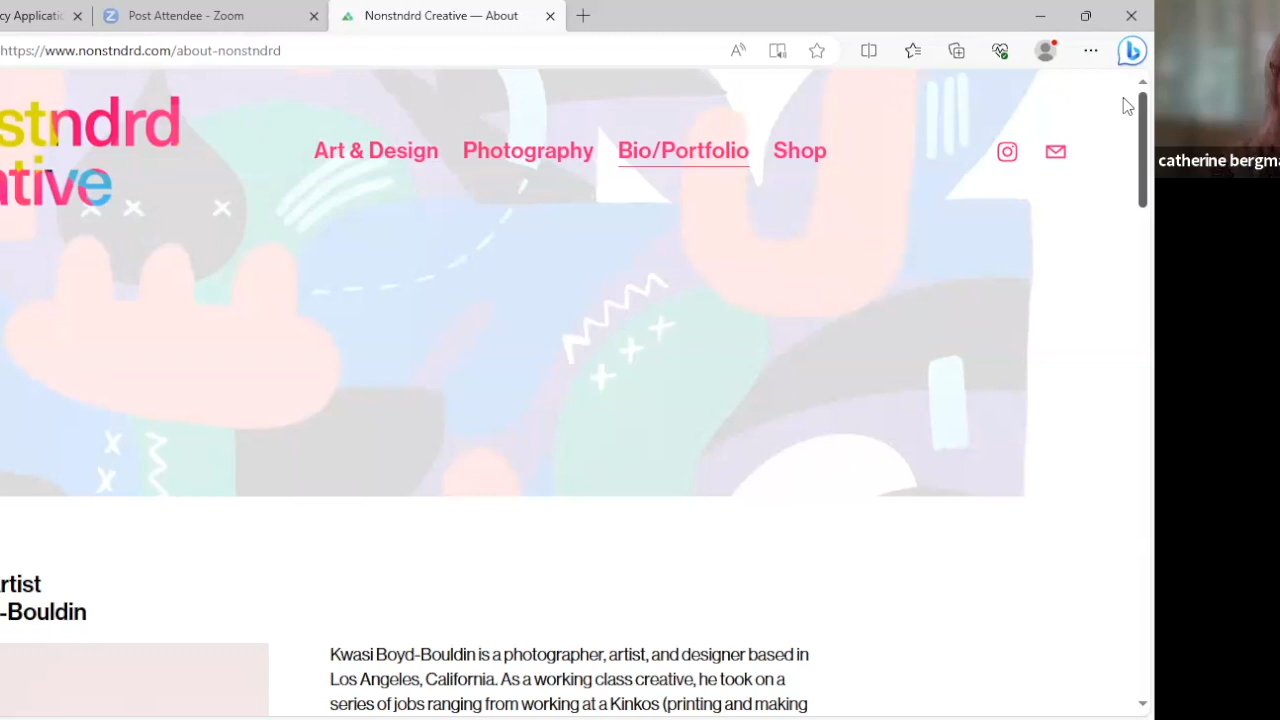 cy Applicati
Post Attendee - Zoom
Nonstndrd Creative — About
https://www.nonstndrd.com/about-nonstndrd
stndrd
ative
Art & Design
Photography
Bio/Portfolio
Shop
catherine bergma
rtist
-Bouldin
Kwasi Boyd-Bouldin is a photographer, artist, and designer based in
Los Angeles, California. As a working class creative, he took on a
series of jobs ranging from working at a Kinkos (printing and making